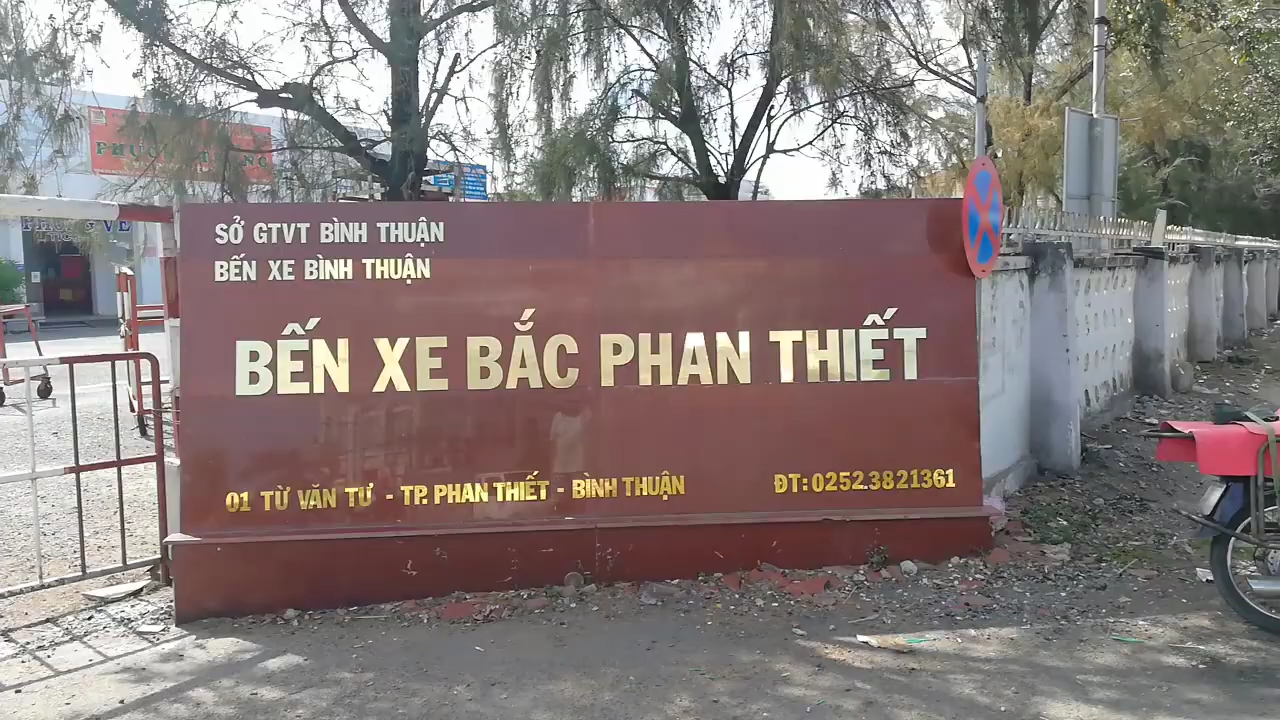 SỞ GTVT BÌNH THUẬN
BẾN XE BÌNH THUẬN
BẾN XE BẮC PHAN THIẾT
01 TỪ VĂN TƯ - TP. PHAN THIẾT - BÌNH THUẬN
ĐT: 0252.3821361